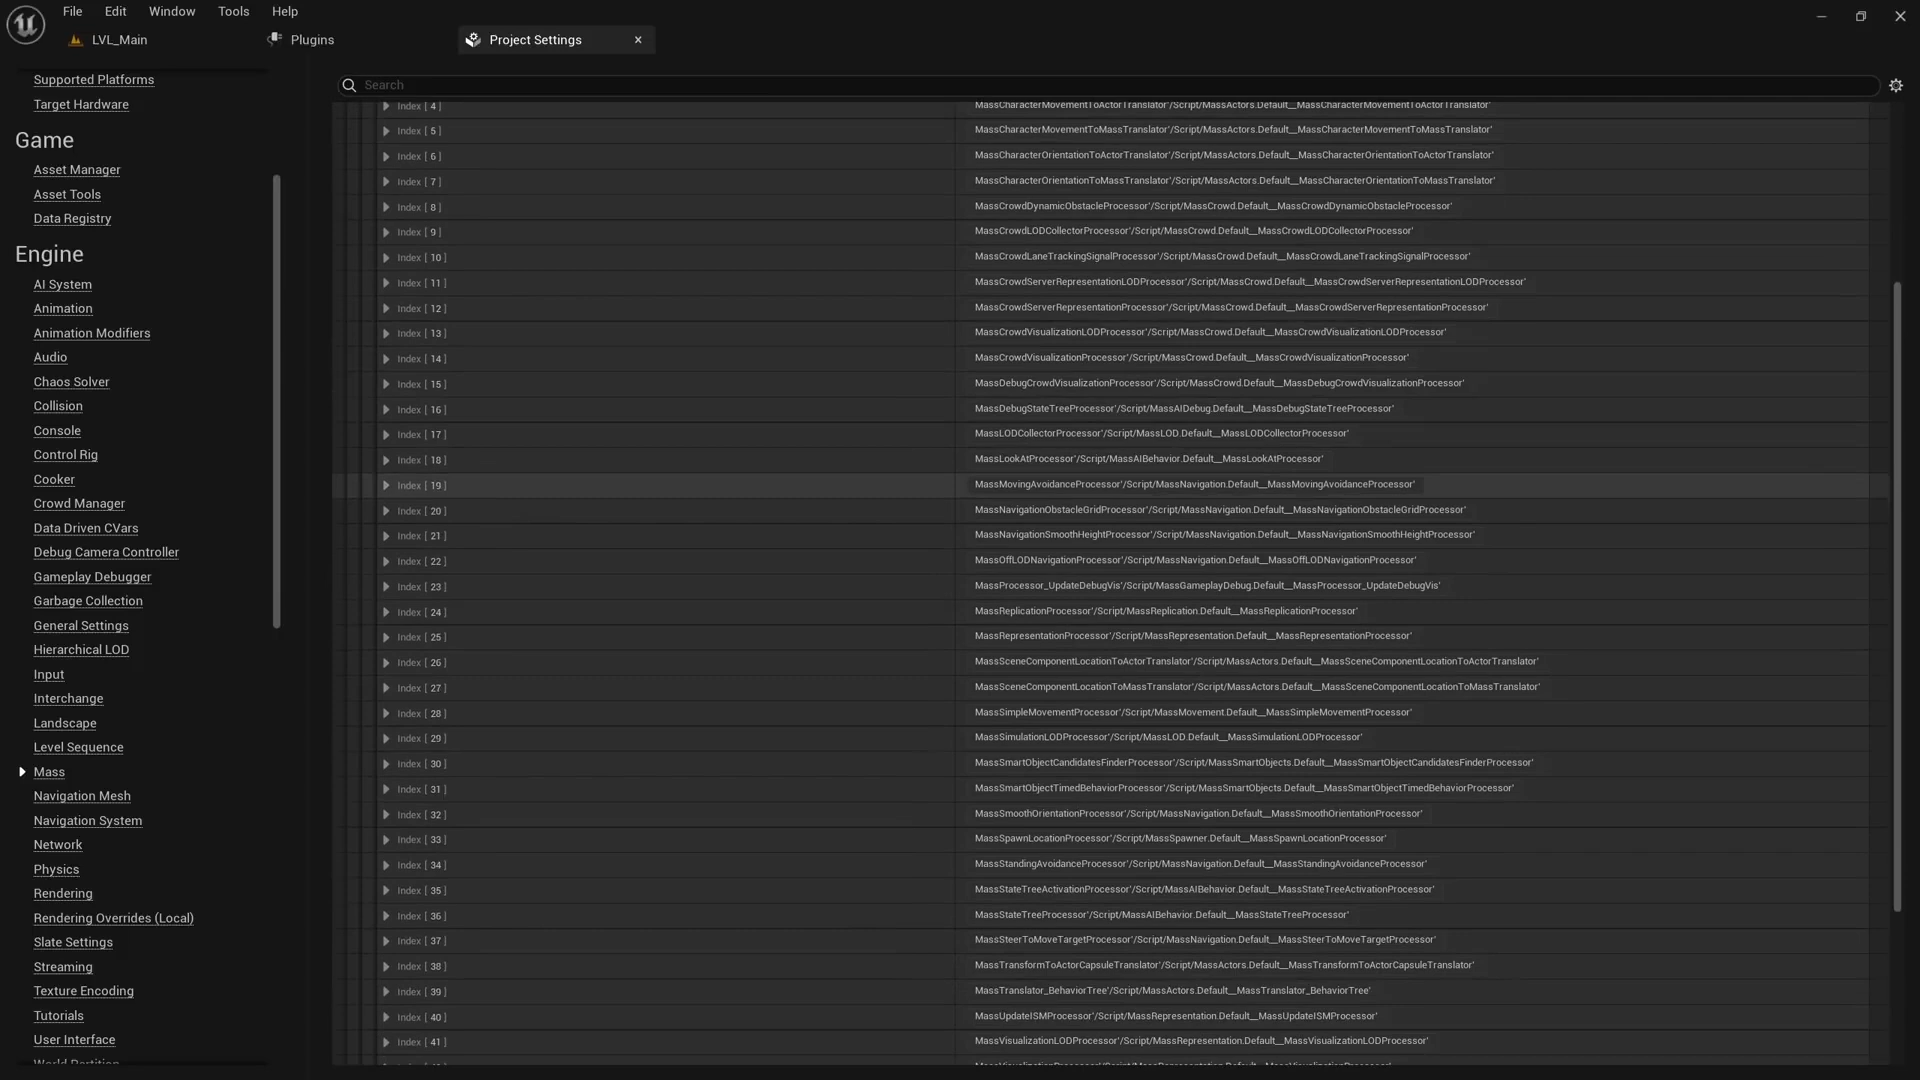 File Edit Window Tools Help
LVL_Main
Plugins
Project Settings
Supported Platforms
Target Hardware
Game
Asset Manager
Asset Tools
Data Registry
Engine
AI System
Animation
Animation Modifiers
Audio
Chaos Solver
Collision
Console
Control Rig
Cooker
Crowd Manager
Data Driven CVars
Debug Camera Controller
Gameplay Debugger
Garbage Collection
General Settings
Hierarchical LOD
Input
Interchange
Landscape
Level Sequence
Mass
Navigation Mesh
Navigation System
Network
Physics
Rendering
Rendering Overrides (Local)
Slate Settings
Streaming
Texture Encoding
Tutorials
User Interface
World Partition
Search
Index [ 4 ] MassCharacterMovementToActorTranslator'/Script/MassActors.Default__MassCharacterMovementToActorTranslator'
Index [ 5 ] MassCharacterMovementToMassTranslator'/Script/MassActors.Default__MassCharacterMovementToMassTranslator'
Index [ 6 ] MassCharacterOrientationToActorTranslator'/Script/MassActors.Default__MassCharacterOrientationToActorTranslator'
Index [ 7 ] MassCharacterOrientationToMassTranslator'/Script/MassActors.Default__MassCharacterOrientationToMassTranslator'
Index [ 8 ] MassCrowdDynamicObstacleProcessor'/Script/MassCrowd.Default__MassCrowdDynamicObstacleProcessor'
Index [ 9 ] MassCrowdLODCollectorProcessor'/Script/MassCrowd.Default__MassCrowdLODCollectorProcessor'
Index [ 10 ] MassCrowdLaneTrackingSignalProcessor'/Script/MassCrowd.Default__MassCrowdLaneTrackingSignalProcessor'
Index [ 11 ] MassCrowdServerRepresentationLODProcessor'/Script/MassCrowd.Default__MassCrowdServerRepresentationLODProcessor'
Index [ 12 ] MassCrowdServerRepresentationProcessor'/Script/MassCrowd.Default__MassCrowdServerRepresentationProcessor'
Index [ 13 ] MassCrowdVisualizationLODProcessor'/Script/MassCrowd.Default__MassCrowdVisualizationLODProcessor'
Index [ 14 ] MassCrowdVisualizationProcessor'/Script/MassCrowd.Default__MassCrowdVisualizationProcessor'
Index [ 15 ] MassDebugCrowdVisualizationProcessor'/Script/MassCrowd.Default__MassDebugCrowdVisualizationProcessor'
Index [ 16 ] MassDebugStateTreeProcessor'/Script/MassAIDebug.Default__MassDebugStateTreeProcessor'
Index [ 17 ] MassLODCollectorProcessor'/Script/MassLOD.Default__MassLODCollectorProcessor'
Index [ 18 ] MassLookAtProcessor'/Script/MassAIBehavior.Default__MassLookAtProcessor'
Index [ 19 ] MassMovingAvoidanceProcessor'/Script/MassNavigation.Default__MassMovingAvoidanceProcessor'
Index [ 20 ] MassNavigationObstacleGridProcessor'/Script/MassNavigation.Default__MassNavigationObstacleGridProcessor'
Index [ 21 ] MassNavigationSmoothHeightProcessor'/Script/MassNavigation.Default__MassNavigationSmoothHeightProcessor'
Index [ 22 ] MassOffLODNavigationProcessor'/Script/MassNavigation.Default__MassOffLODNavigationProcessor'
Index [ 23 ] MassProcessor_UpdateDebugVis'/Script/MassGameplayDebug.Default__MassProcessor_UpdateDebugVis'
Index [ 24 ] MassReplicationProcessor'/Script/MassReplication.Default__MassReplicationProcessor'
Index [ 25 ] MassRepresentationProcessor'/Script/MassRepresentation.Default__MassRepresentationProcessor'
Index [ 26 ] MassSceneComponentLocationToActorTranslator'/Script/MassActors.Default__MassSceneComponentLocationToActorTranslator'
Index [ 27 ] MassSceneComponentLocationToMassTranslator'/Script/MassActors.Default__MassSceneComponentLocationToMassTranslator'
Index [ 28 ] MassSimpleMovementProcessor'/Script/MassMovement.Default__MassSimpleMovementProcessor'
Index [ 29 ] MassSimulationLODProcessor'/Script/MassLOD.Default__MassSimulationLODProcessor'
Index [ 30 ] MassSmartObjectCandidatesFinderProcessor'/Script/MassSmartObjects.Default__MassSmartObjectCandidatesFinderProcessor'
Index [ 31 ] MassSmartObjectTimedBehaviorProcessor'/Script/MassSmartObjects.Default__MassSmartObjectTimedBehaviorProcessor'
Index [ 32 ] MassSmoothOrientationProcessor'/Script/MassNavigation.Default__MassSmoothOrientationProcessor'
Index [ 33 ] MassSpawnLocationProcessor'/Script/MassSpawner.Default__MassSpawnLocationProcessor'
Index [ 34 ] MassStandingAvoidanceProcessor'/Script/MassNavigation.Default__MassStandingAvoidanceProcessor'
Index [ 35 ] MassStateTreeActivationProcessor'/Script/MassAIBehavior.Default__MassStateTreeActivationProcessor'
Index [ 36 ] MassStateTreeProcessor'/Script/MassAIBehavior.Default__MassStateTreeProcessor'
Index [ 37 ] MassSteerToMoveTargetProcessor'/Script/MassNavigation.Default__MassSteerToMoveTargetProcessor'
Index [ 38 ] MassTransformToActorCapsuleTranslator'/Script/MassActors.Default__MassTransformToActorCapsuleTranslator'
Index [ 39 ] MassTranslator_BehaviorTree'/Script/MassActors.Default__MassTranslator_BehaviorTree'
Index [ 40 ] MassUpdateISMProcessor'/Script/MassRepresentation.Default__MassUpdateISMProcessor'
Index [ 41 ] MassVisualizationLODProcessor'/Script/MassRepresentation.Default__MassVisualizationLODProcessor'